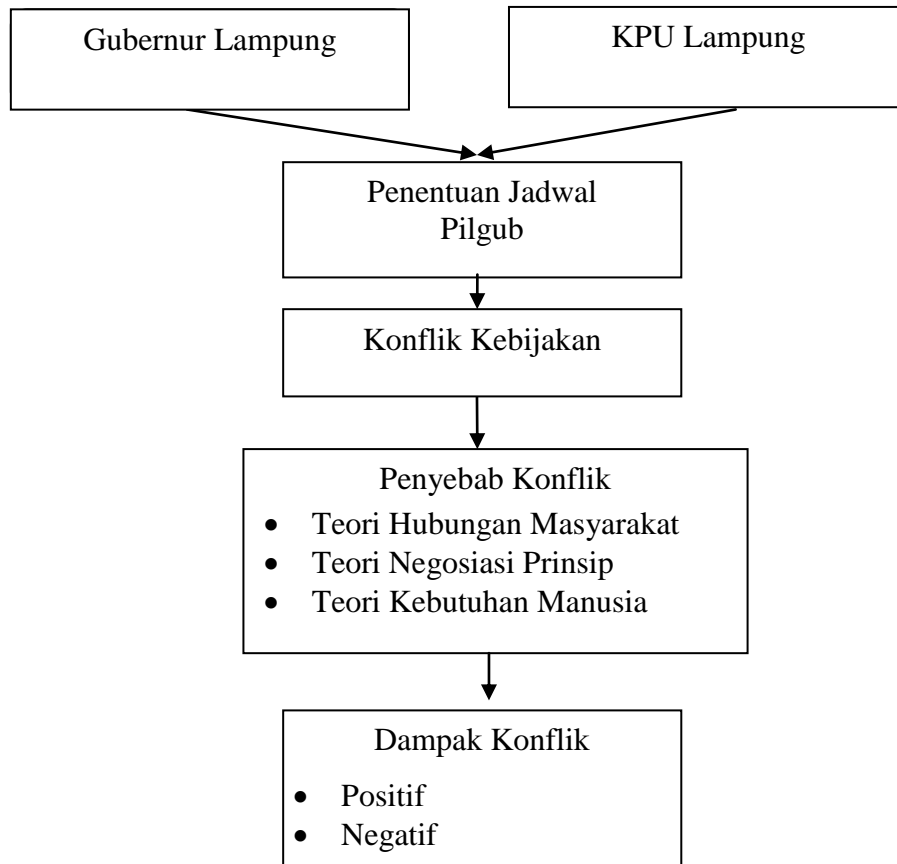 Gubernur Lampung
KPU Lampung
Penentuan Jadwal
Pilgub
Konflik Kebijakan
Penyebab Konflik
• Teori Hubungan Masyarakat
• Teori Negosiasi Prinsip
• Teori Kebutuhan Manusia
Dampak Konflik
• Positif
• Negatif